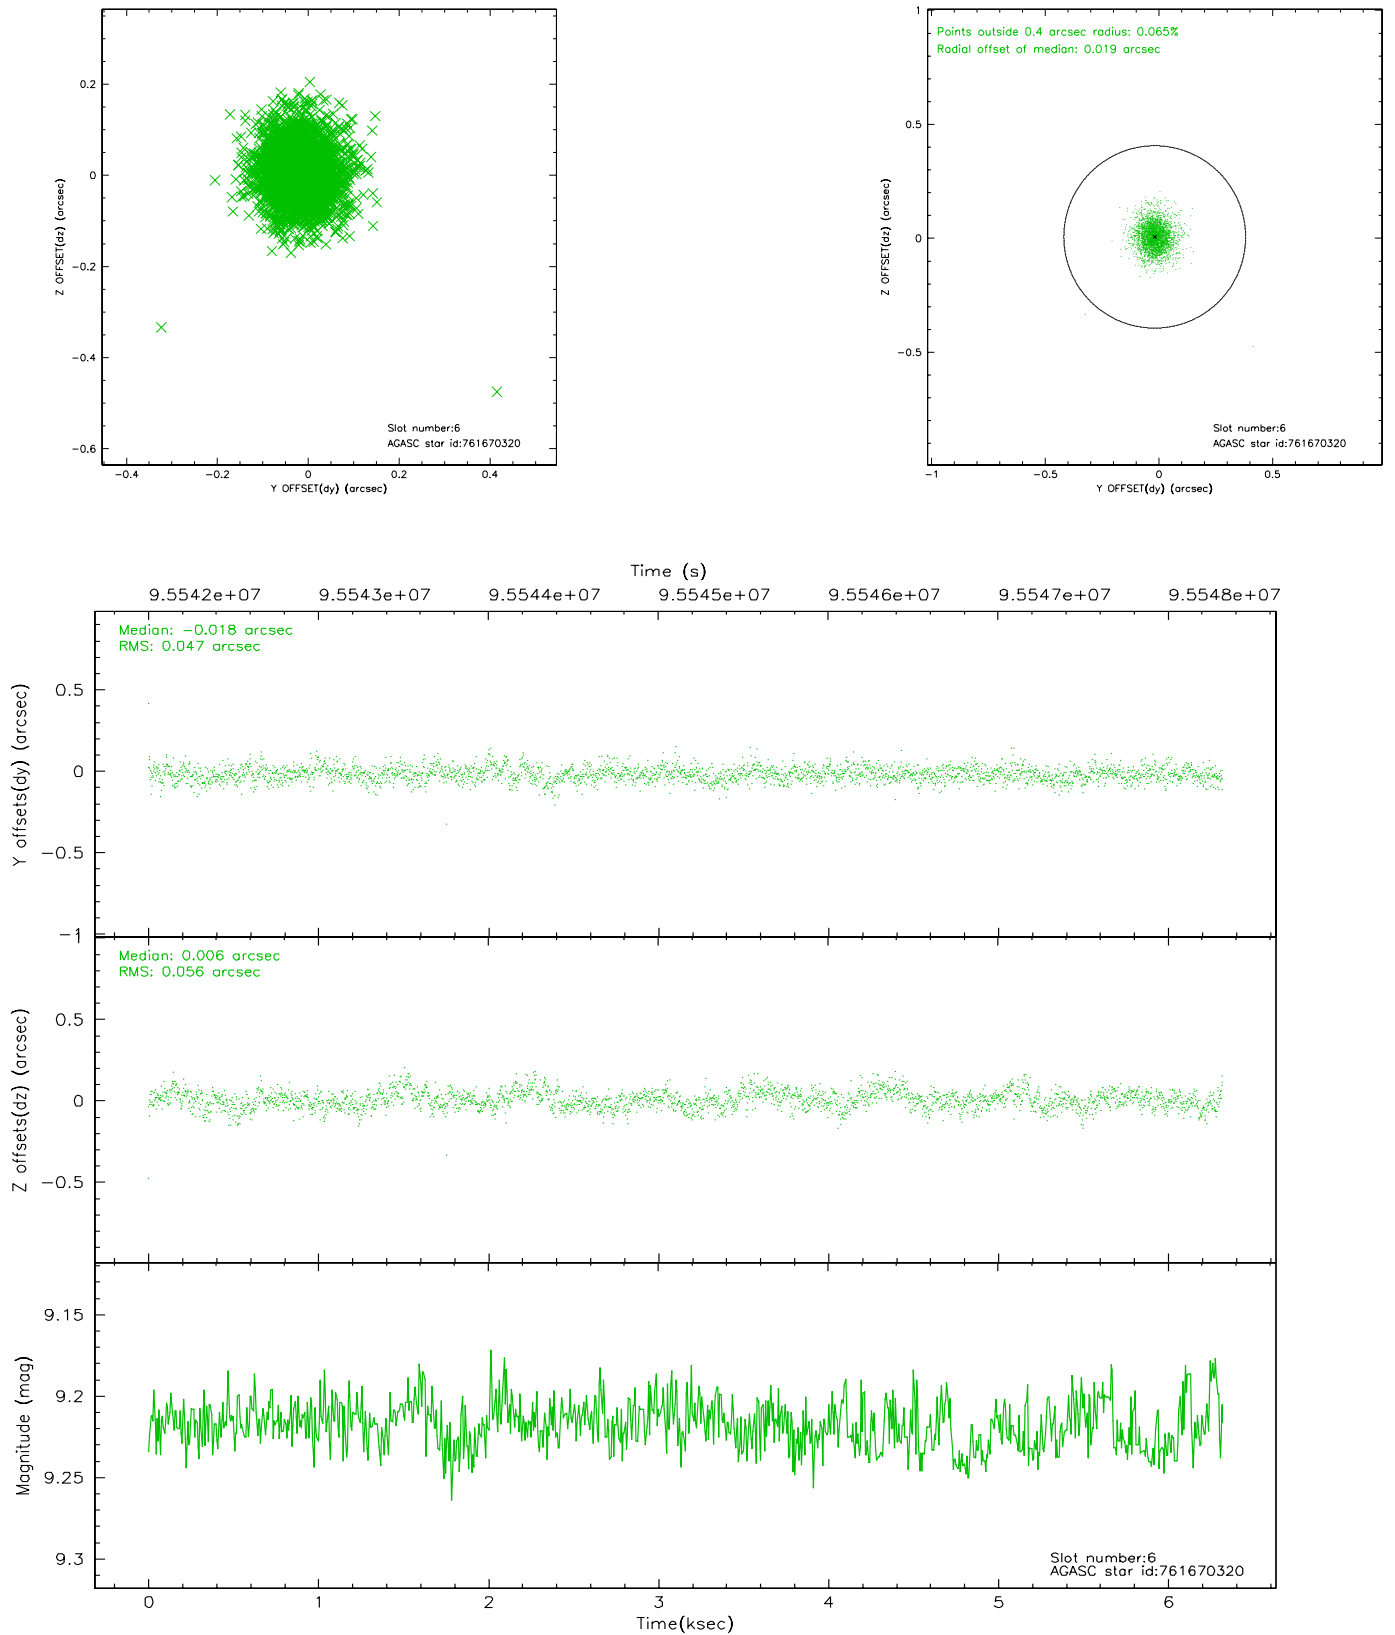 0.2
0
-0.2
-0.4
-0.6
Z OFFSET(dz) (arcsec)
Slot number:6
AGASC star id:761670320
-0.4 -0.2 0 0.2 0.4
Y OFFSET(dy) (arcsec)
1
Points outside 0.4 arcsec radius: 0.065%
Radial offset of median: 0.019 arcsec
0.5
0
-0.5
Z OFFSET(dz) (arcsec)
Slot number:6
AGASC star id:761670320
-1 -0.5 0 0.5
Y OFFSET(dy) (arcsec)
Time (s)
9.5542e+07 9.5543e+07 9.5544e+07 9.5545e+07 9.5546e+07 9.5547e+07 9.5548e+07
Median: -0.018 arcsec
RMS: 0.047 arcsec
0.5
0
-0.5
-1
Y offsets(dy) (arcsec)
1
Median: 0.006 arcsec
RMS: 0.056 arcsec
0.5
0
-0.5
Z offsets(dz) (arcsec)
9.15
9.2
9.25
9.3
Magnitude (mag)
Slot number:6
AGASC star id:761670320
0 1 2 3 4 5 6
Time(ksec)